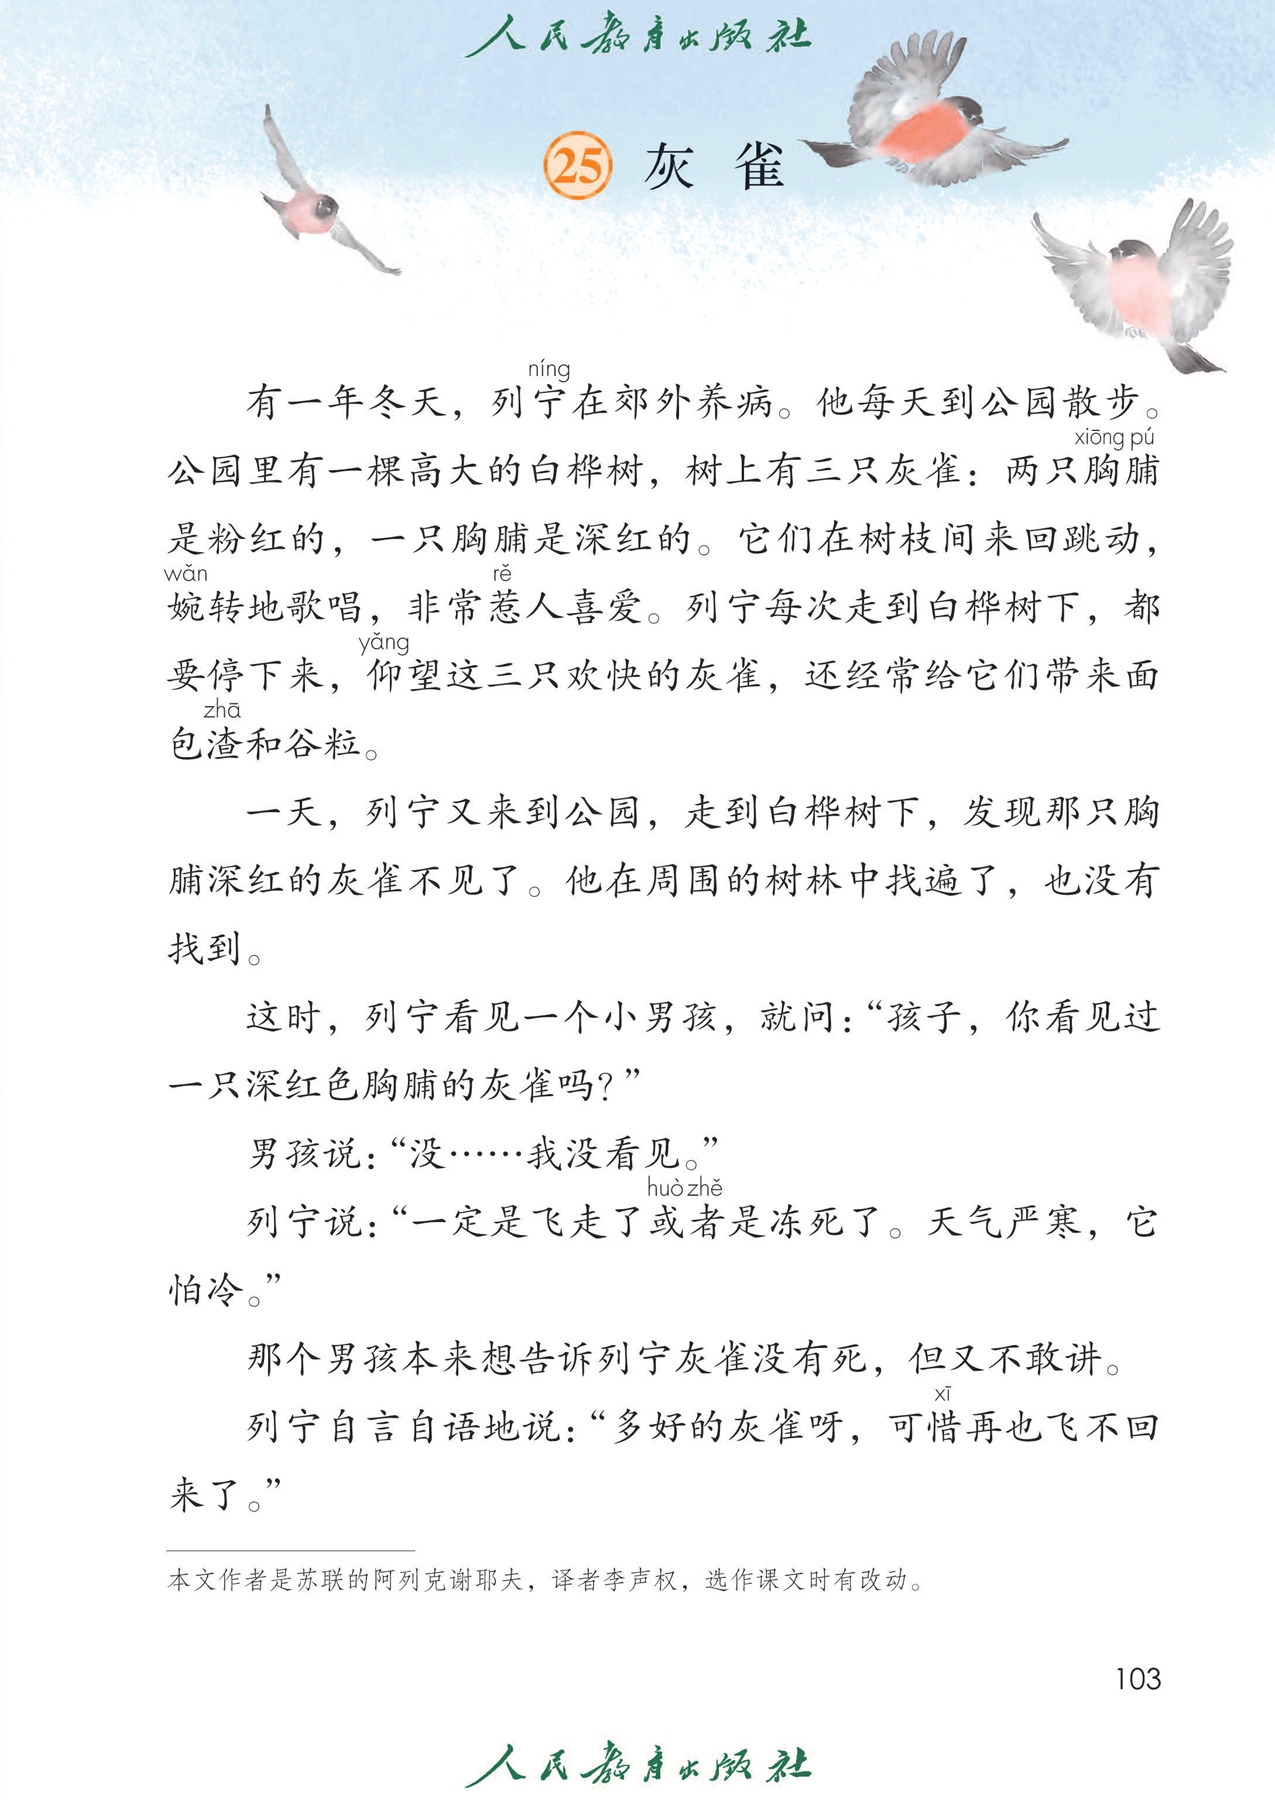 人民教育出版社
25 灰雀
níng
有一年冬天，列宁在郊外养病。他每天到公园散步。
xiōng pú
公园里有一棵高大的白桦树，树上有三只灰雀：两只胸脯
是粉红的，一只胸脯是深红的。它们在树枝间来回跳动，
wǎn rě
婉转地歌唱，非常惹人喜爱。列宁每次走到白桦树下，都
yǎng
要停下来，仰望这三只欢快的灰雀，还经常给它们带来面
zhā
包渣和谷粒。
一天，列宁又来到公园，走到白桦树下，发现那只胸
脯深红的灰雀不见了。他在周围的树林中找遍了，也没有
找到。
这时，列宁看见一个小男孩，就问：“孩子，你看见过
一只深红色胸脯的灰雀吗？”
男孩说：“没……我没看见。”
huò zhě
列宁说：“一定是飞走了或者是冻死了。天气严寒，它
怕冷。”
那个男孩本来想告诉列宁灰雀没有死，但又不敢讲。
xī
列宁自言自语地说：“多好的灰雀呀，可惜再也飞不回
来了。”
本文作者是苏联的阿列克谢耶夫，译者李声权，选作课文时有改动。
103
人民教育出版社